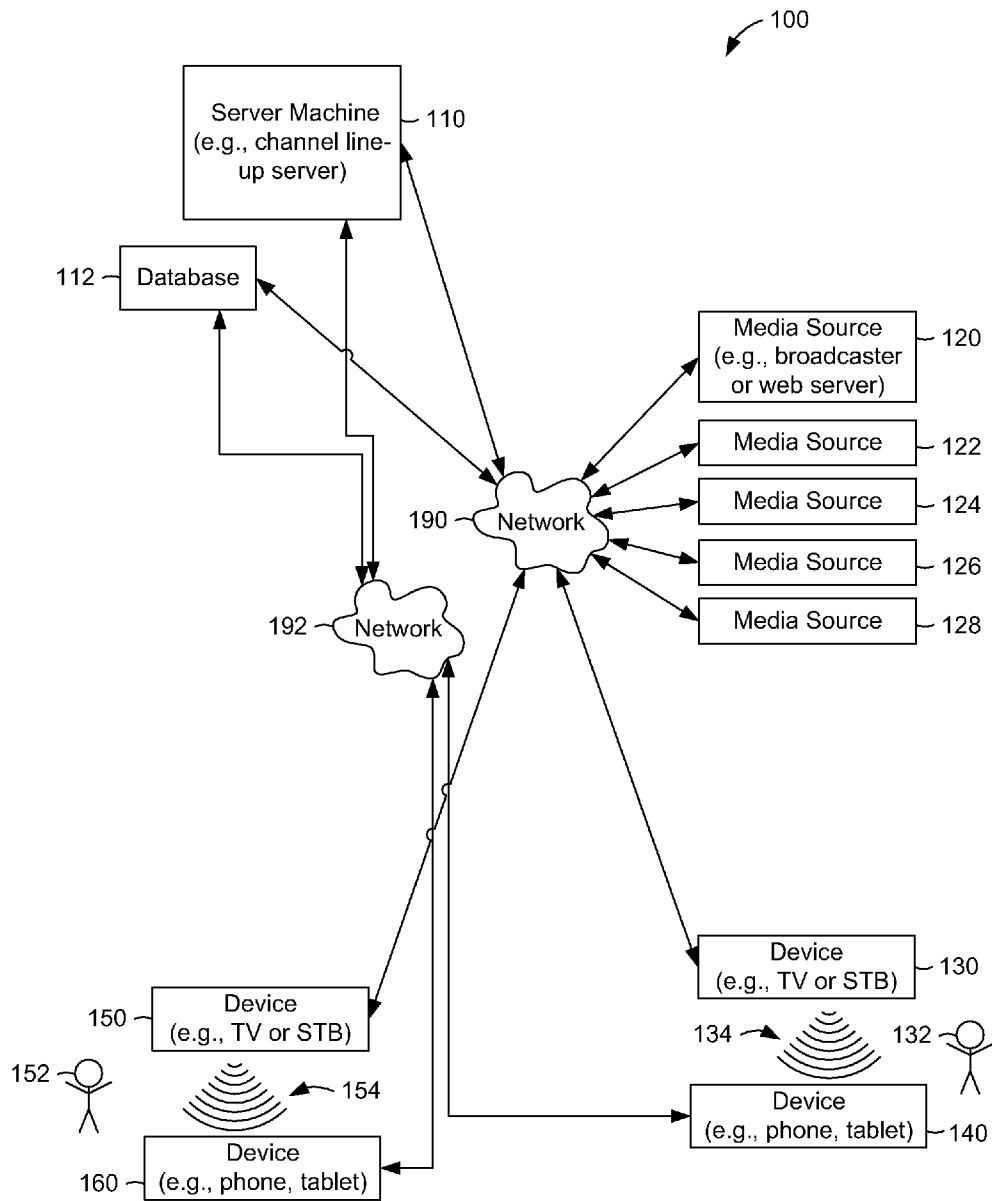 100
Server Machine
(e.g., channel line-
up server)
110
112
Database
Media Source
(e.g., broadcaster
or web server)
120
Media Source
122
Media Source
124
190
Network
Media Source
126
Media Source
128
192
Network
Device
(e.g., TV or STB)
130
150
Device
(e.g., TV or STB)
134
132
152
154
Device
(e.g., phone, tablet)
140
160
Device
(e.g., phone, tablet)